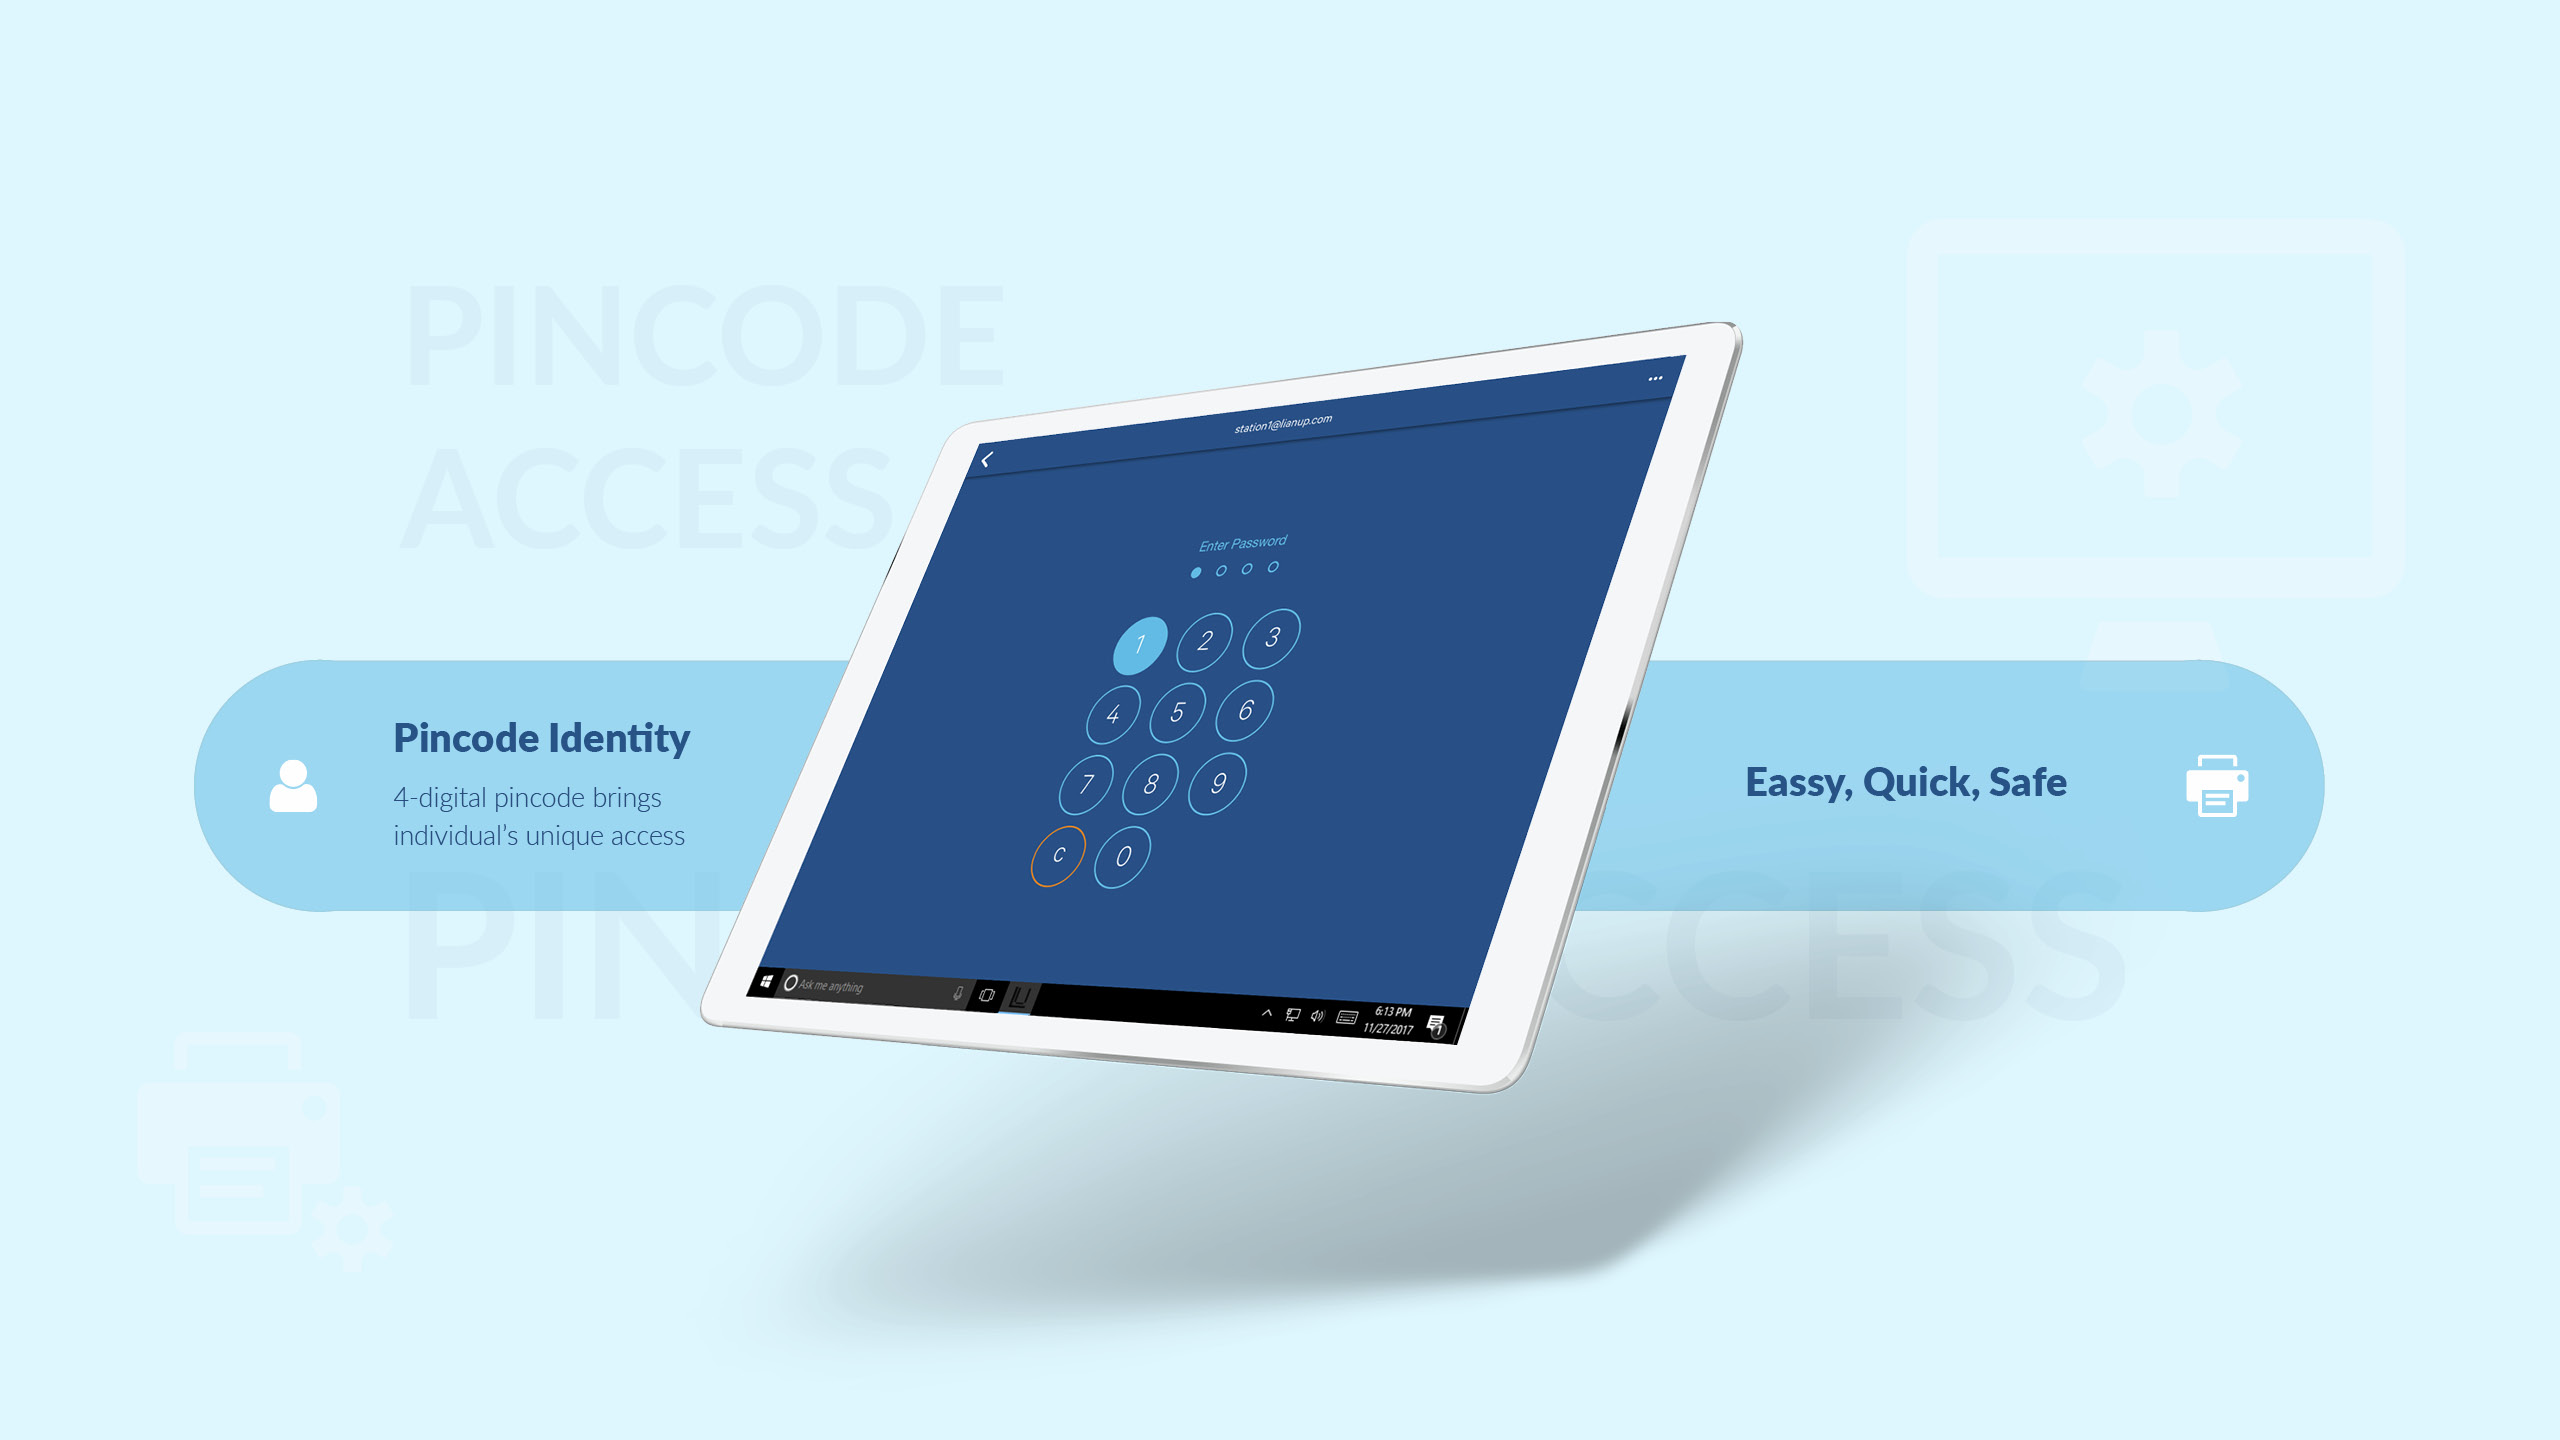 PINCODE
ACCESS
station1@lianup.com
Enter Password
1 2 3
4 5 6
7 8 9
C 0
Pincode Identity
4-digital pincode brings
individual's unique access
Eassy, Quick, Safe
PIN CCESS
Ask me anything
6:13 PM
11/27/2017
1